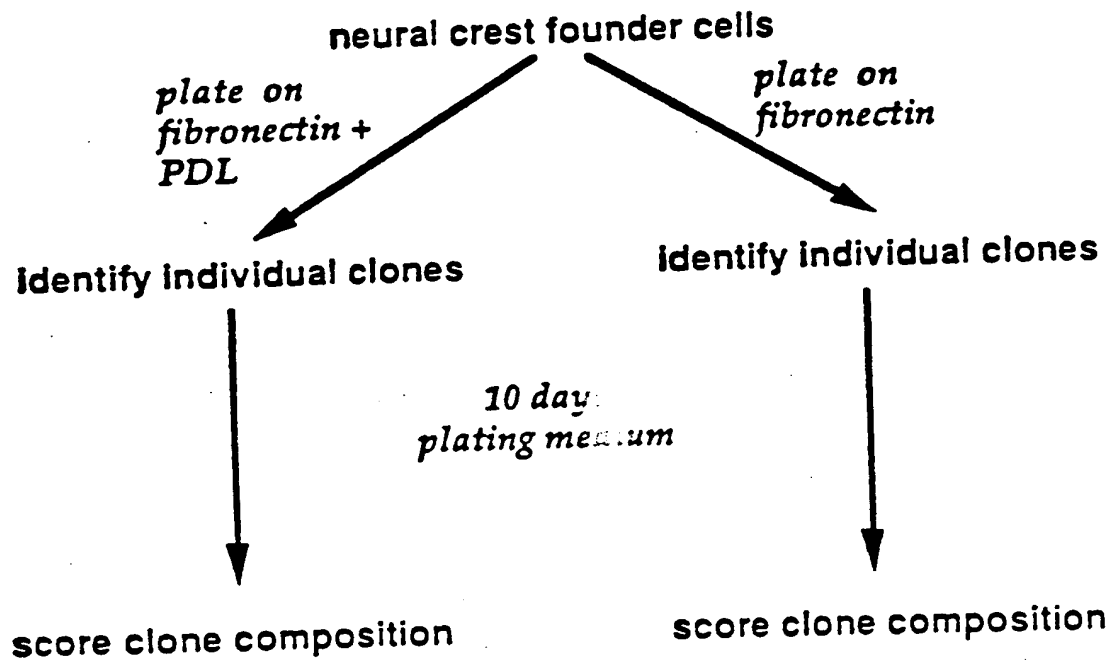 neural crest founder cells
plate on
fibronectin +
PDL
plate on
fibronectin
identify individual clones
identify individual clones
10 day
plating
score clone composition
score clone composition